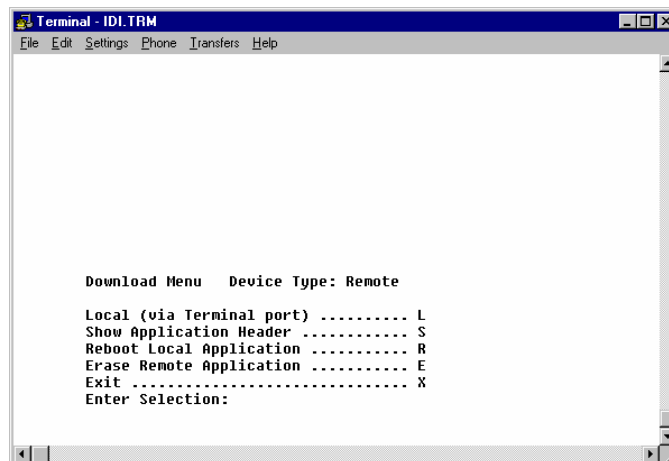 Terminal - IDI.TRM
File Edit Settings Phone Transfers Help
Download Menu   Device Type: Remote
Local (via Terminal port) .......... L
Show Application Header ............ S
Reboot Local Application ........... R
Erase Remote Application ........... E
Exit ............................... X
Enter Selection: